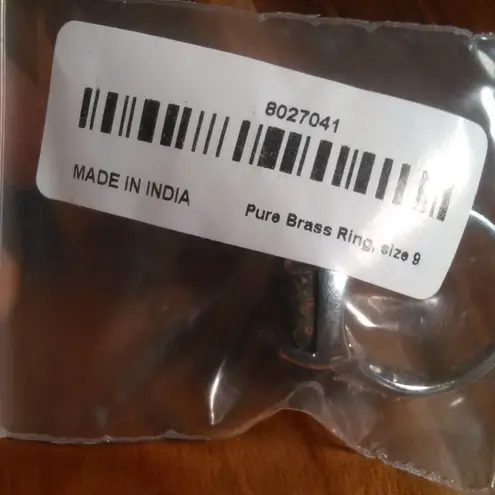 8027041
MADE IN INDIA
Pure Brass Ring, size 9